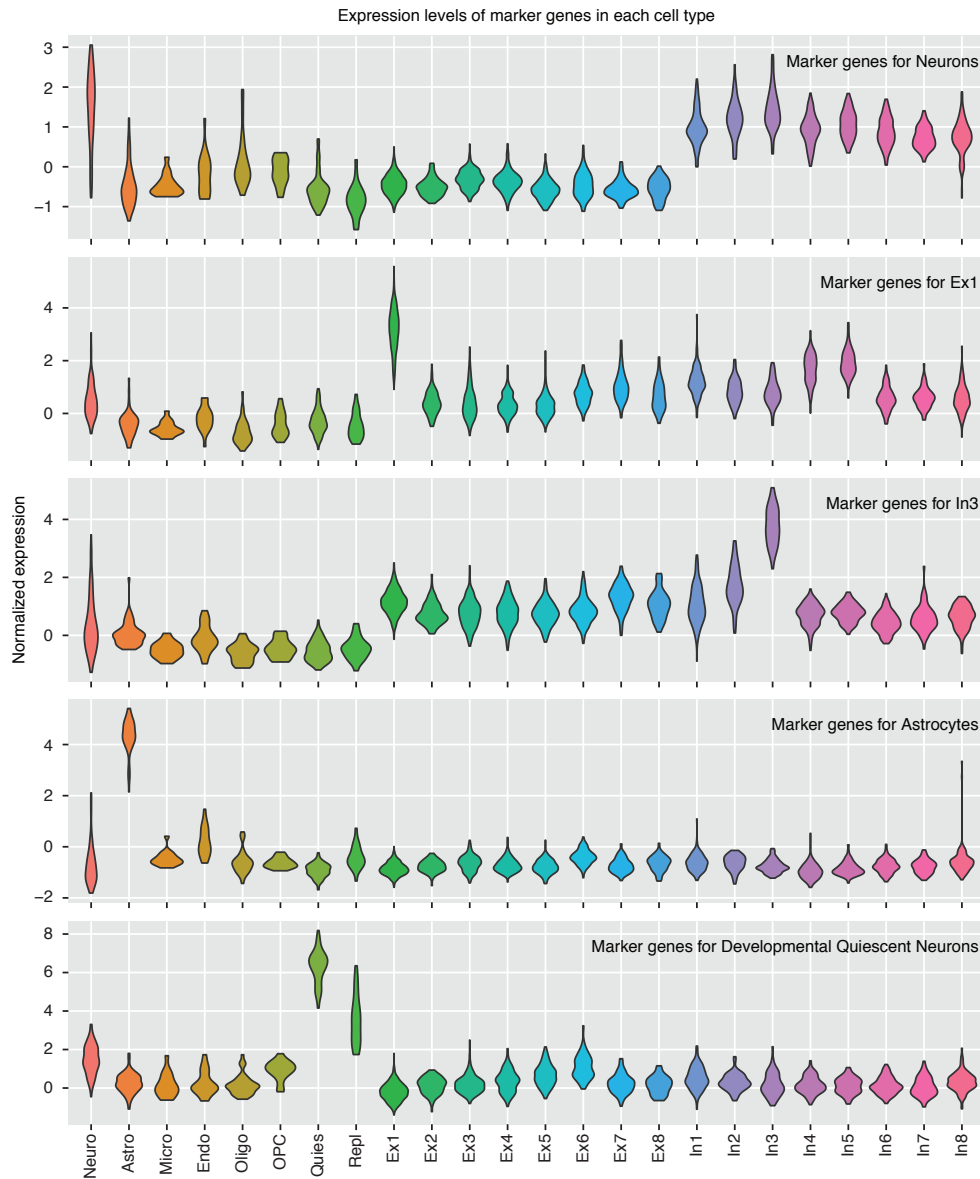 Expression levels of marker genes in each cell type
Normalized expression
Marker genes for Neurons
3
2
1
0
−1
Marker genes for Ex1
4
2
0
Marker genes for In3
4
2
0
Marker genes for Astrocytes
4
−0
−2
Marker genes for Developmental Quiescent Neurons
8
6
4
2
0
Neuro
Astro
Micro
Endo
Oligo
OPC
Quies
Repl
Ex1
Ex2
Ex3
Ex4
Ex5
Ex6
Ex7
Ex8
In1
In2
In3
In4
In5
In6
In7
In8